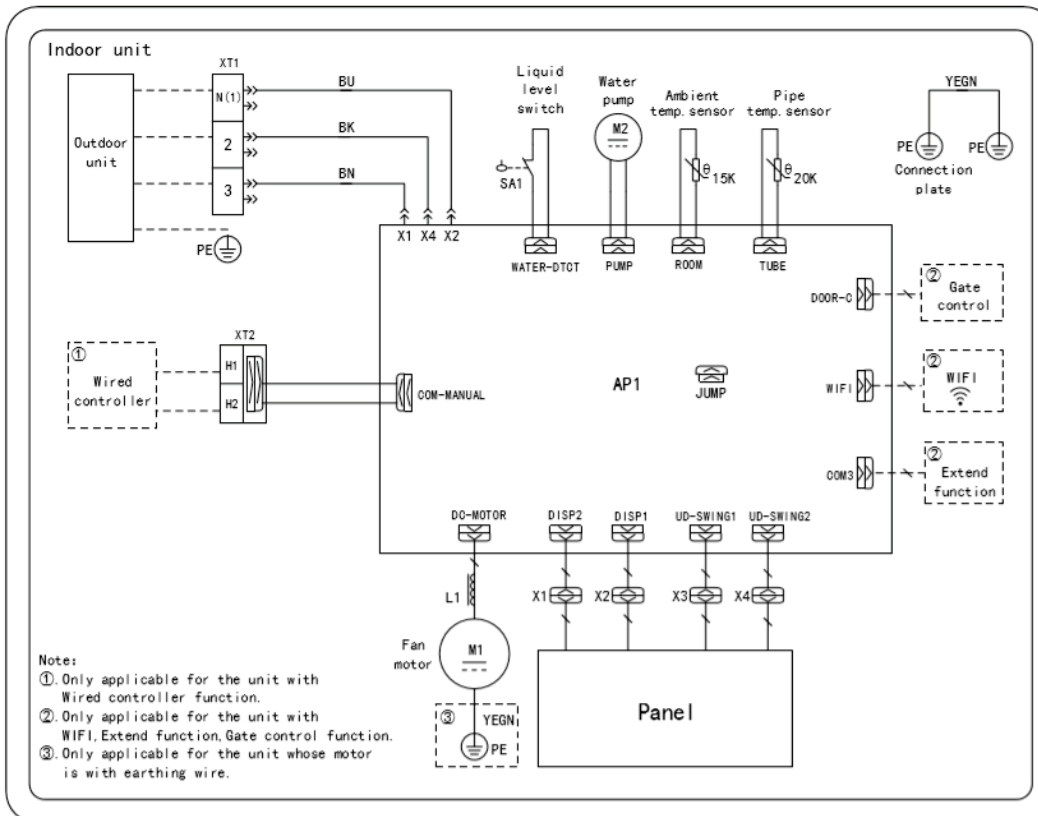 Indoor unit
XT1
Outdoor
unit
N(1)
2
3
BU
BK
BN
PE
X1 X4 X2
Liquid
level
switch
SA1
Water
pump
M2
Ambient
temp. sensor
θ
15K
Pipe
temp. sensor
θ
20K
YEGN
PE
PE
Connection
plate
WATER-DTCT
PUMP
ROOM
TUBE
DOOR-C
②
Gate
control
①
Wired
controller
XT2
H1
H2
COM-MANUAL
AP1
JUMP
WIFI
②
WIFI
COM3
②
Extend
function
DC-MOTOR
DISP2
DISP1
UD-SWING1
UD-SWING2
L1
X1
X2
X3
X4
Fan
motor
M1
③
YEGN
PE
Panel
Note:
①. Only applicable for the unit with
Wired controller function.
②. Only applicable for the unit with
WIFI, Extend function, Gate control function.
③. Only applicable for the unit whose motor
is with earthing wire.